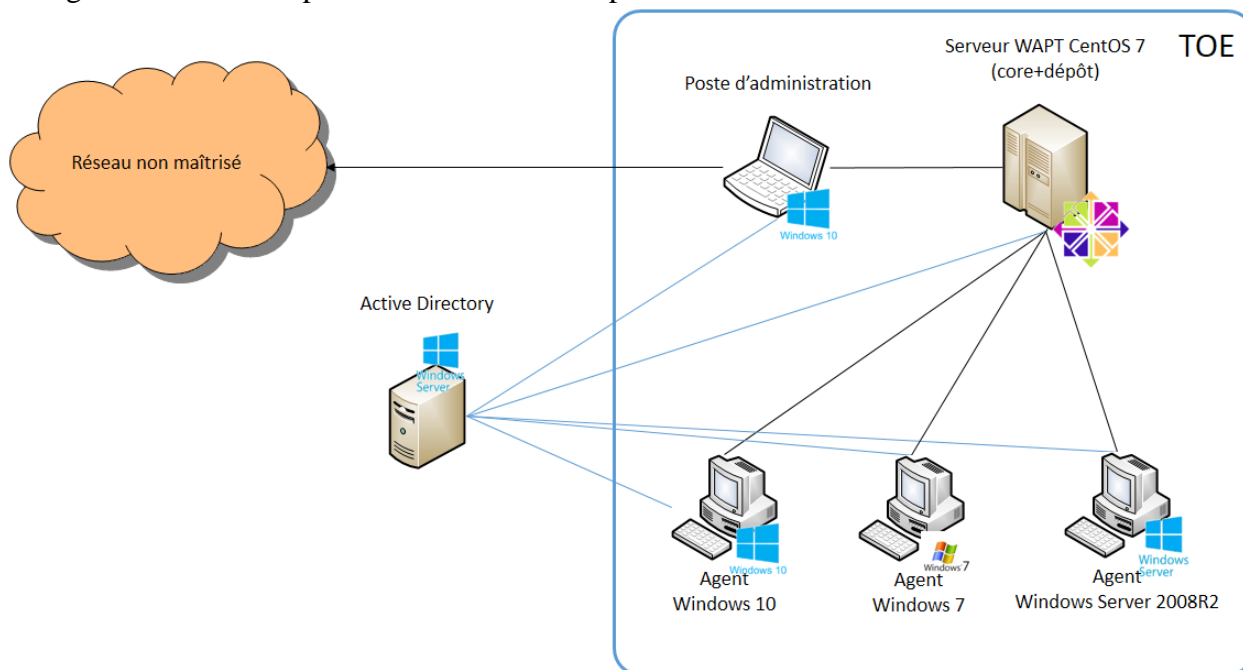 Serveur WAPT CentOS 7
(core+dépôt)
TOE
Poste d'administration
Réseau non maîtrisé
Windows 10
Active Directory
Windows
Server
Windows 10
Agent
Windows 10
Windows 7
Agent
Windows 7
Windows
Server
Agent
Windows Server 2008R2